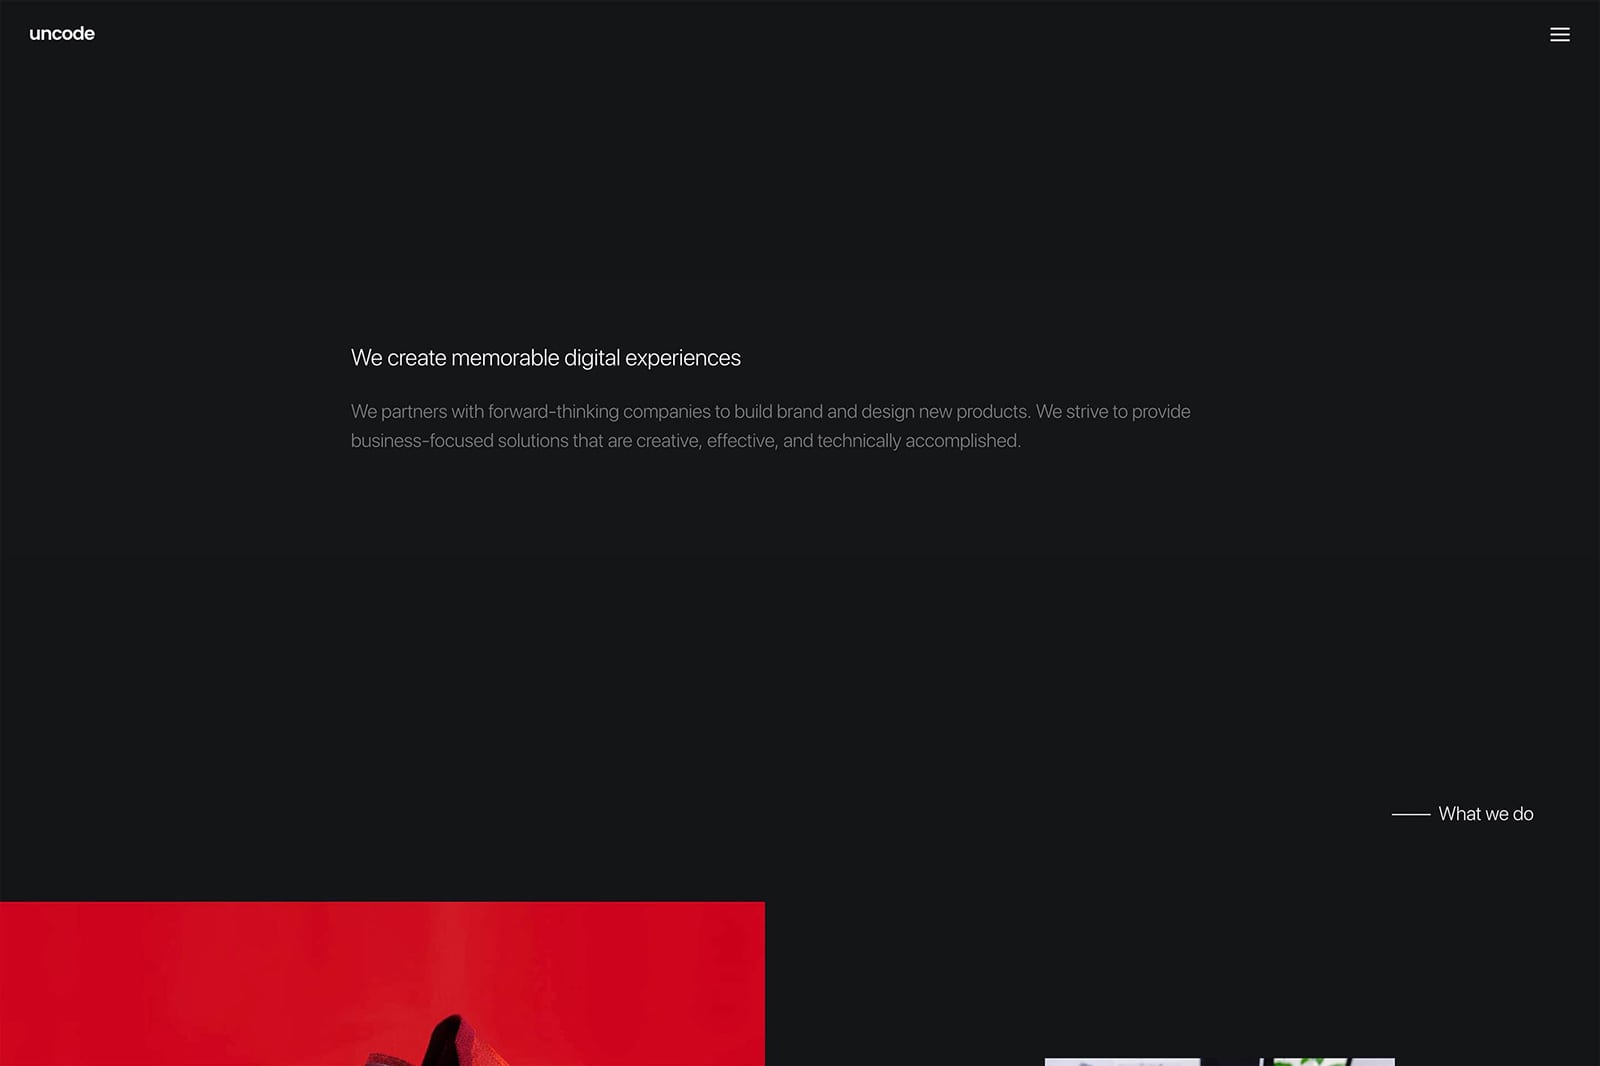 uncode
We create memorable digital experiences
We partners with forward-thinking companies to build brand and design new products. We strive to provide
business-focused solutions that are creative, effective, and technically accomplished.
What we do